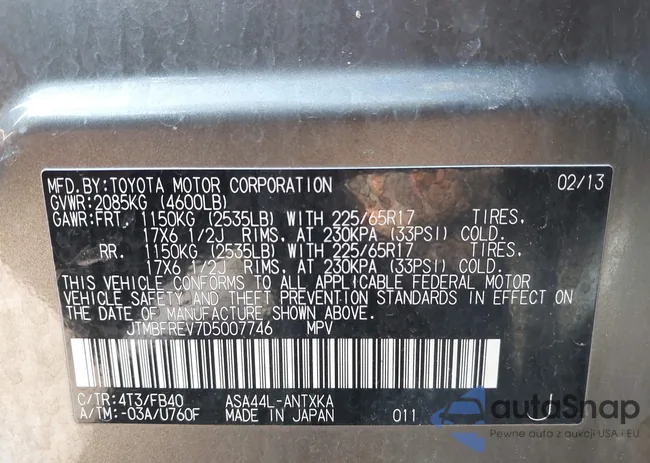 MFD.BY:TOYOTA MOTOR CORPORATION 02/13
GVWR:2085KG (4600LB)
GAWR:FRT. 1150KG (2535LB) WITH 225/65R17 TIRES,
17X6 1/2J RIMS, AT 230KPA (33PSI) COLD.
RR. 1150KG (2535LB) WITH 225/65R17 TIRES,
17X6 1/2J RIMS, AT 230KPA (33PSI) COLD.
THIS VEHICLE CONFORMS TO ALL APPLICABLE FEDERAL MOTOR
VEHICLE SAFETY AND THEFT PREVENTION STANDARDS IN EFFECT ON
THE DATE OF MANUFACTURE SHOWN ABOVE.
JTMBFREV7D5007746 MPV
C/TR:4T3/FB40 ASA44L-ANTXKA
A/TM:-03A/U760F MADE IN JAPAN 011 J
autoSnap
Pewne auto z aukcji USA i EU